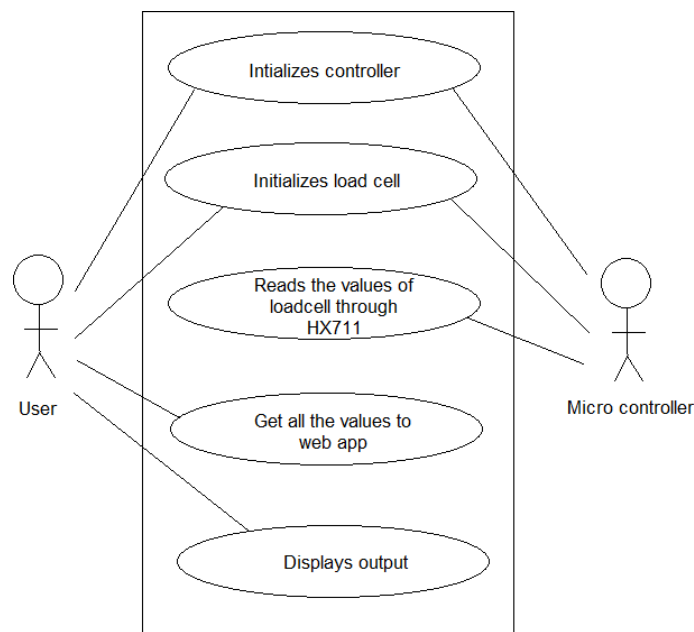 Intializes controller
Initializes load cell
Reads the values of
loadcell through
HX711
User
Micro controller
Get all the values to
web app
Displays output